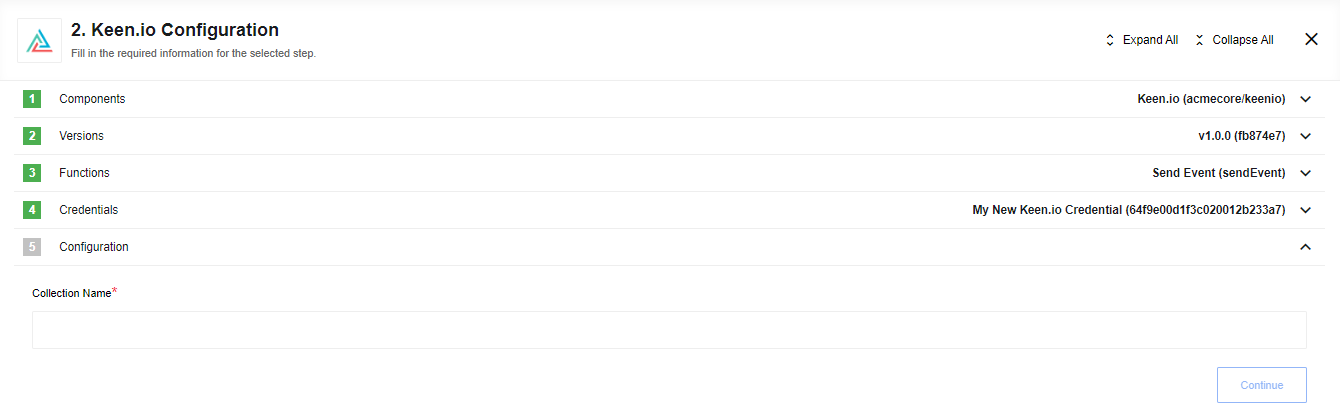 2. Keen.io Configuration
Fill in the required information for the selected step.
Expand All
Collapse All
1 Components Keen.io (acmecore/keenio)
2 Versions v1.0.0 (fb874e7)
3 Functions Send Event (sendEvent)
4 Credentials My New Keen.io Credential (64f9e00d1f3c020012b233a7)
5 Configuration
Collection Name*
Continue